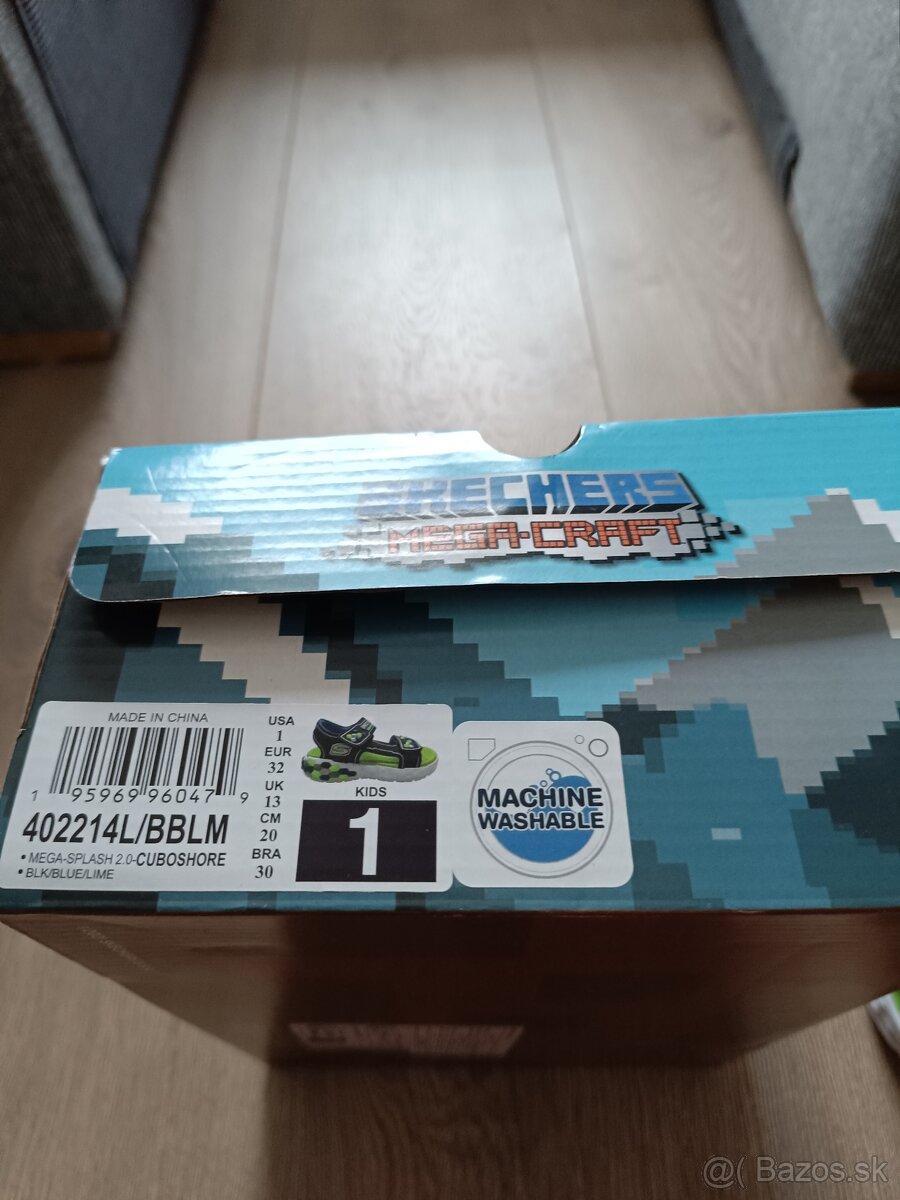 SKECHERS
MEGA-CRAFT
MADE IN CHINA
1 95969 96047 9
402214L/BBLM
• MEGA-SPLASH 2.0-CUBOSHORE
• BLK/BLUE/LIME
USA
1
EUR
32
UK
13
CM
20
BRA
30
KIDS
1
MACHINE
WASHABLE
@( Bazos.sk